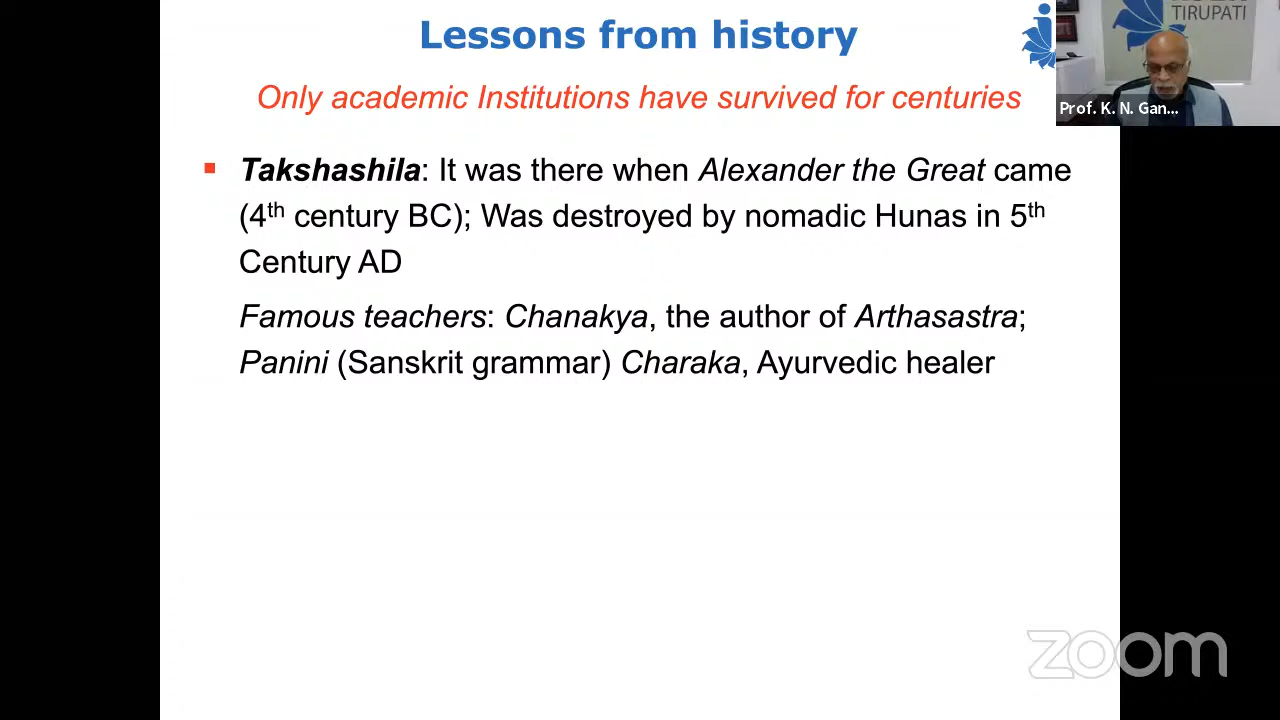 Lessons from history
TIRUPATI
Only academic Institutions have survived for centuries
Prof. K. N. Gan...
Takshashila: It was there when Alexander the Great came
(4th century BC); Was destroyed by nomadic Hunas in 5th
Century AD
Famous teachers: Chanakya, the author of Arthasastra;
Panini (Sanskrit grammar) Charaka, Ayurvedic healer
zoom